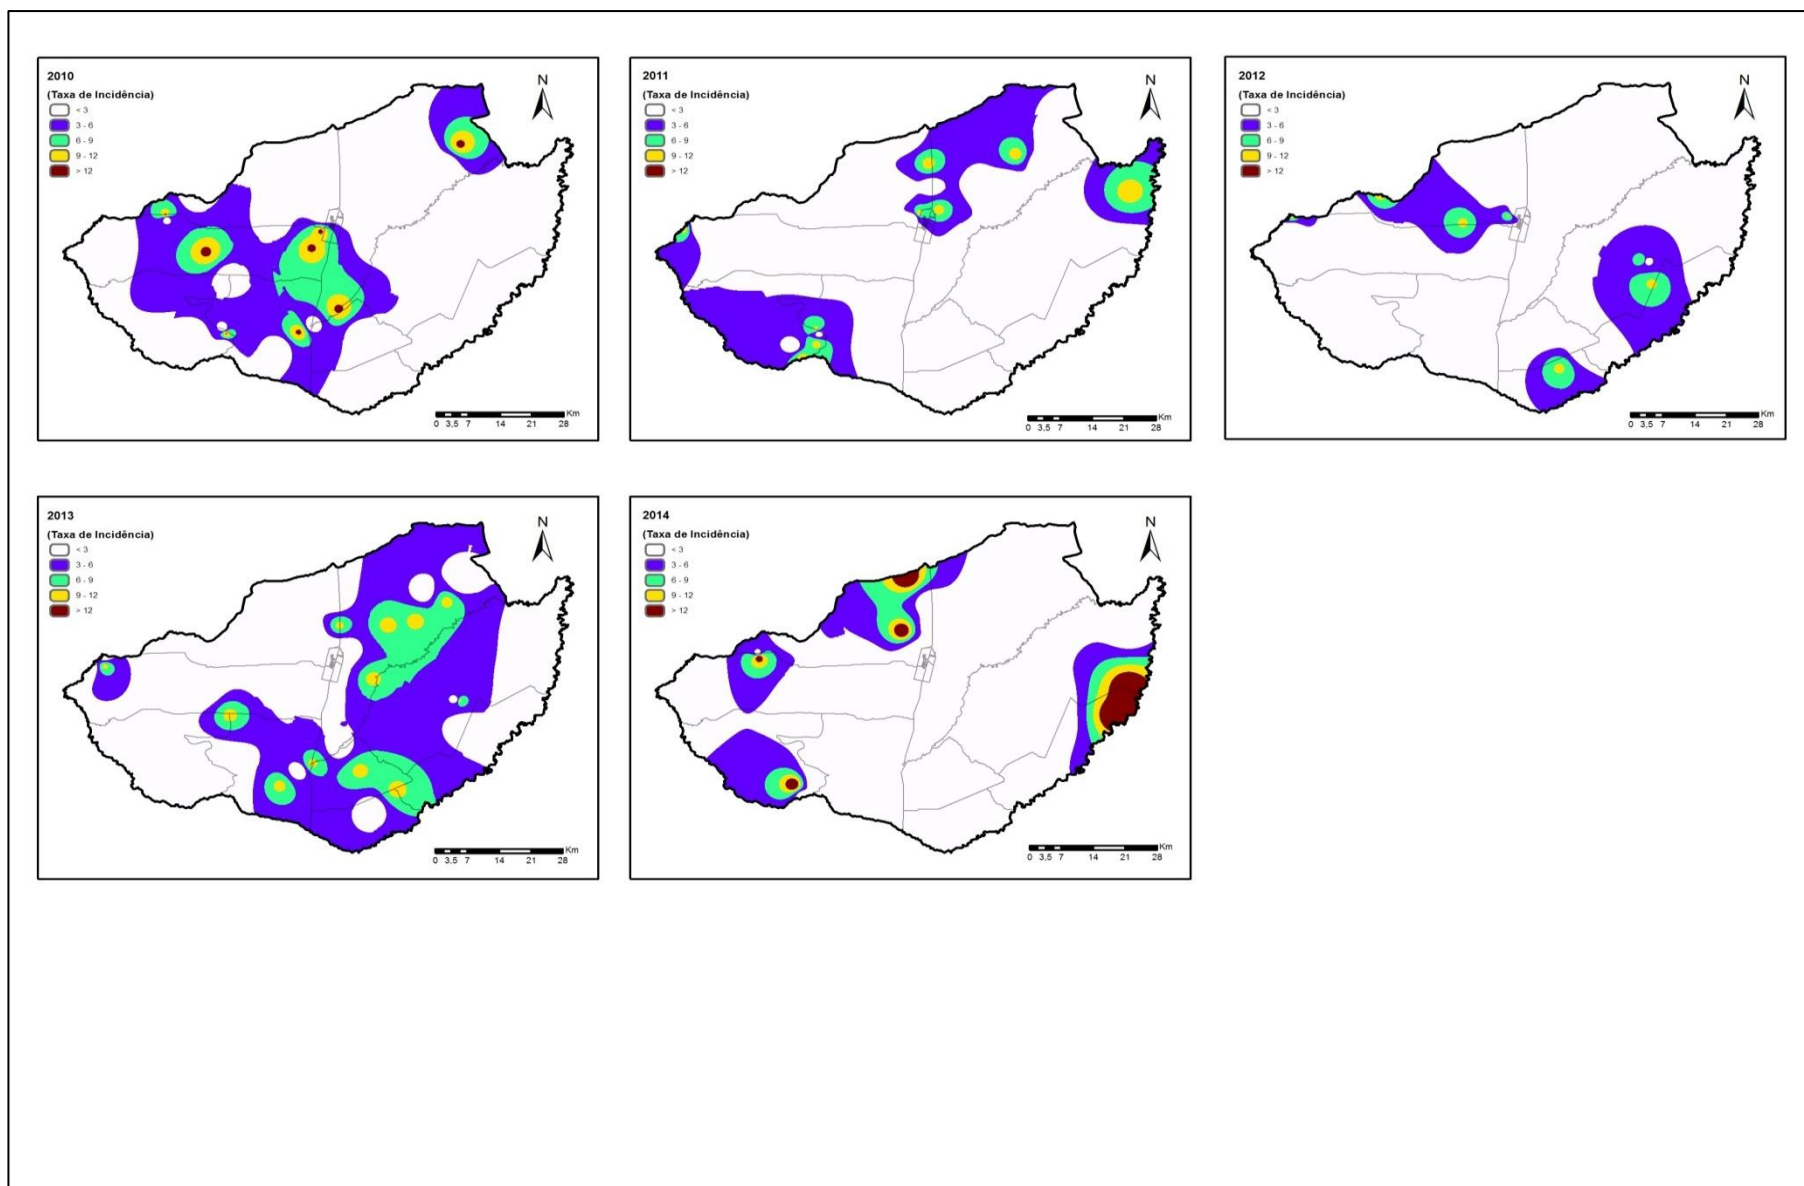 2010
(Taxa de Incidência)
N
< 3
3 - 6
6 - 9
9 - 12
> 12
Km
0 3,5 7 14 21 28
2011
(Taxa de Incidência)
N
< 3
3 - 6
6 - 9
9 - 12
> 12
Km
0 3,5 7 14 21 28
2012
(Taxa de Incidência)
N
< 3
3 - 6
6 - 9
9 - 12
> 12
Km
0 3,5 7 14 21 28
2013
(Taxa de Incidência)
N
< 3
3 - 6
6 - 9
9 - 12
> 12
Km
0 3,5 7 14 21 28
2014
(Taxa de Incidência)
N
< 3
3 - 6
6 - 9
9 - 12
> 12
Km
0 3,5 7 14 21 28